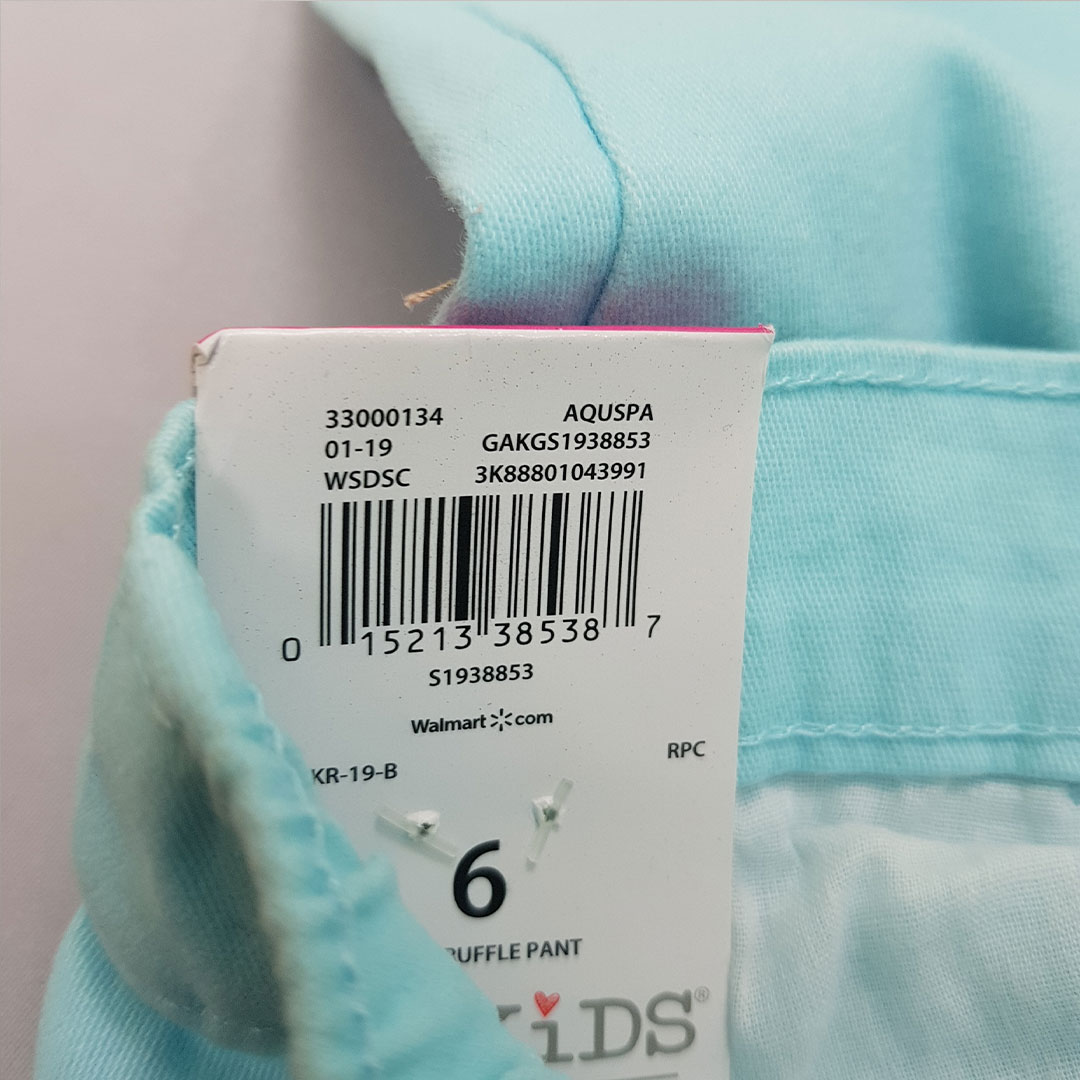 33000134 AQUSPA
01-19 GAKGS1938853
WSDSC 3K88801043991
0 15213 38538 7
S1938853
Walmart.com
KR-19-B RPC
6
RUFFLE PANT
KiDS®